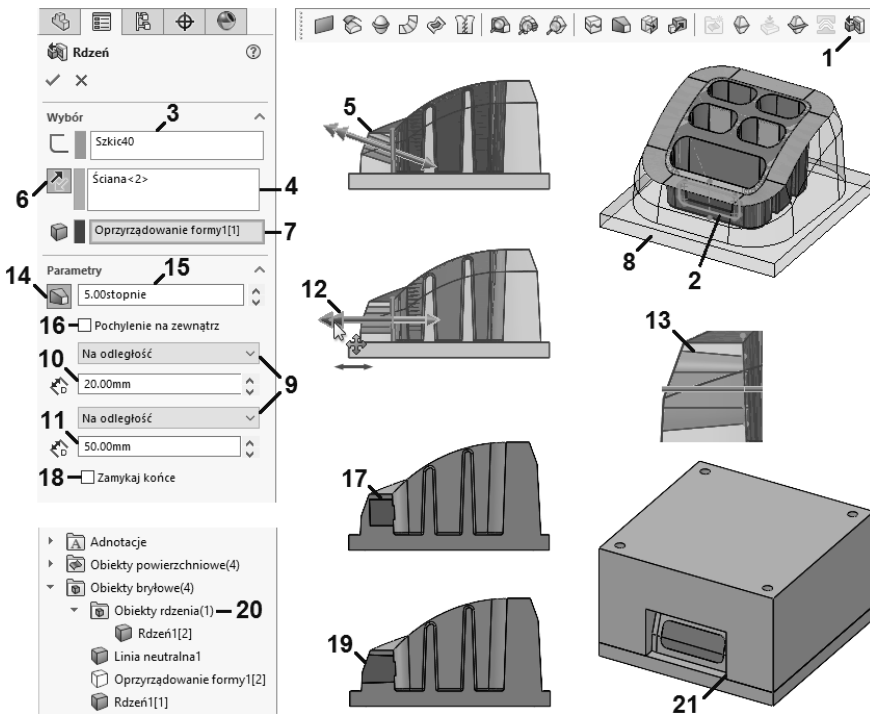 Rdzeń
1
Wybór
3
Szkic40
5
6
Ściana<2>
4
Oprzyrządowanie formy1[1]
7
8
2
Parametry
14
15
5.00stopnie
12
16
Pochylenie na zewnątrz
13
Na odległość
10
9
20.00mm
Na odległość
11
50.00mm
18
Zamykaj końce
17
A Adnotacje
Obiekty powierzchniowe(4)
Obiekty bryłowe(4)
Obiekty rdzenia(1)
20
Rdzeń1[2]
19
Linia neutralna1
Oprzyrządowanie formy1[2]
Rdzeń1[1]
21